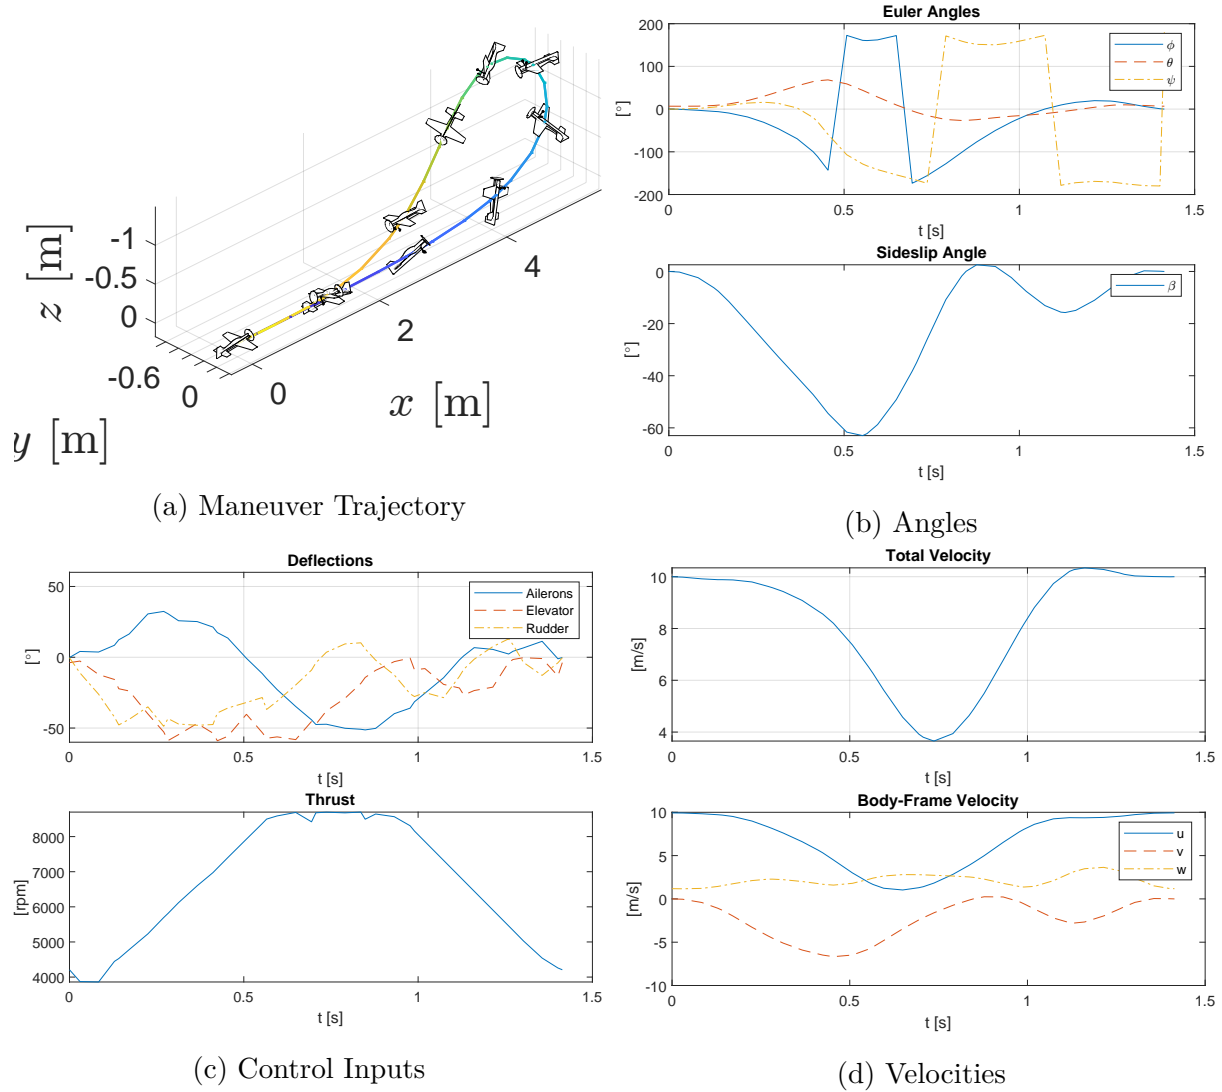 -1
-0.5
0
z [m]
-0.6
0
y [m]
0
2
4
x [m]
(a) Maneuver Trajectory
Euler Angles
200
100
0
-100
-200
[°]
0
0.5
1
1.5
t [s]
ϕ
θ
ψ
Sideslip Angle
0
-20
-40
-60
[°]
0
0.5
1
1.5
t [s]
β
(b) Angles
Deflections
50
0
-50
[°]
0
0.5
1
1.5
t [s]
Ailerons
Elevator
Rudder
Thrust
8000
7000
6000
5000
4000
[rpm]
0
0.5
1
1.5
t [s]
(c) Control Inputs
Total Velocity
10
8
6
4
[m/s]
0
0.5
1
1.5
t [s]
Body-Frame Velocity
10
5
0
-5
-10
[m/s]
0
0.5
1
1.5
t [s]
u
v
w
(d) Velocities